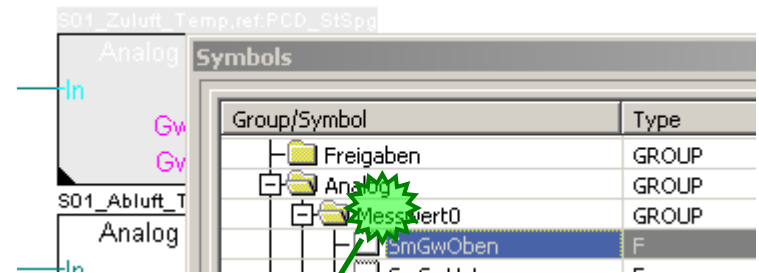 S01_Zuluft_Temp,ref:PCD_StSpg
Analog
Symbols
In
Group/Symbol
Type
Gw
Freigaben
GROUP
Gw
Analog
GROUP
S01_Abluft_T
Messwert0
GROUP
Analog
SmGwOben
F
In